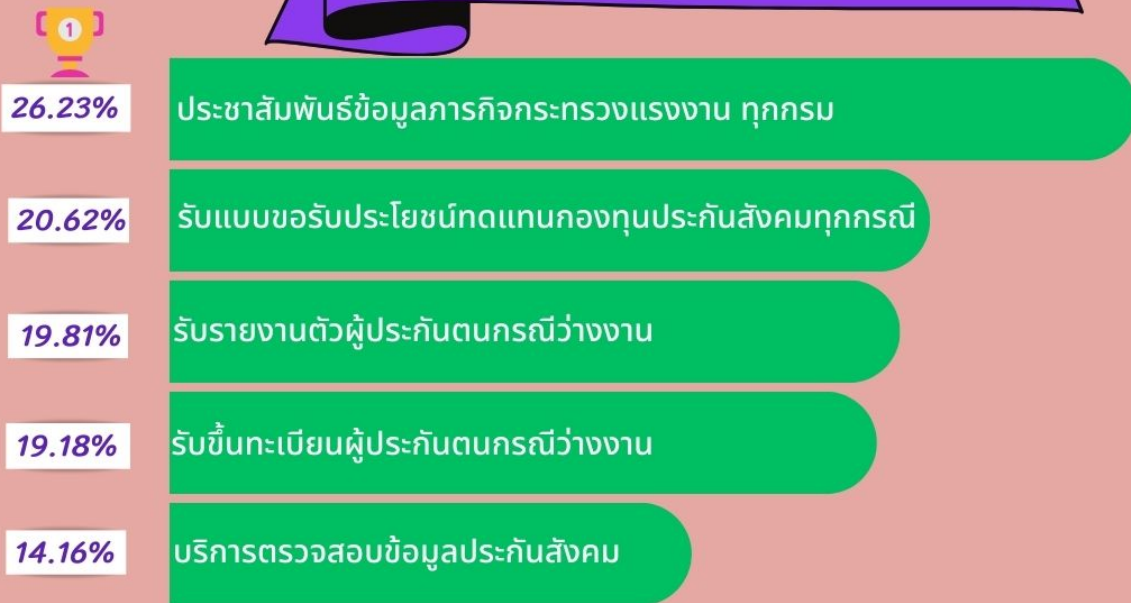 1
26.23% ประชาสัมพันธ์ข้อมูลภารกิจกระทรวงแรงงาน ทุกกรม
20.62% รับแบบขอรับประโยชน์ทดแทนกองทุนประกันสังคมทุกกรณี
19.81% รับรายงานตัวผู้ประกันตนกรณีว่างงาน
19.18% รับขึ้นทะเบียนผู้ประกันตนกรณีว่างงาน
14.16% บริการตรวจสอบข้อมูลประกันสังคม